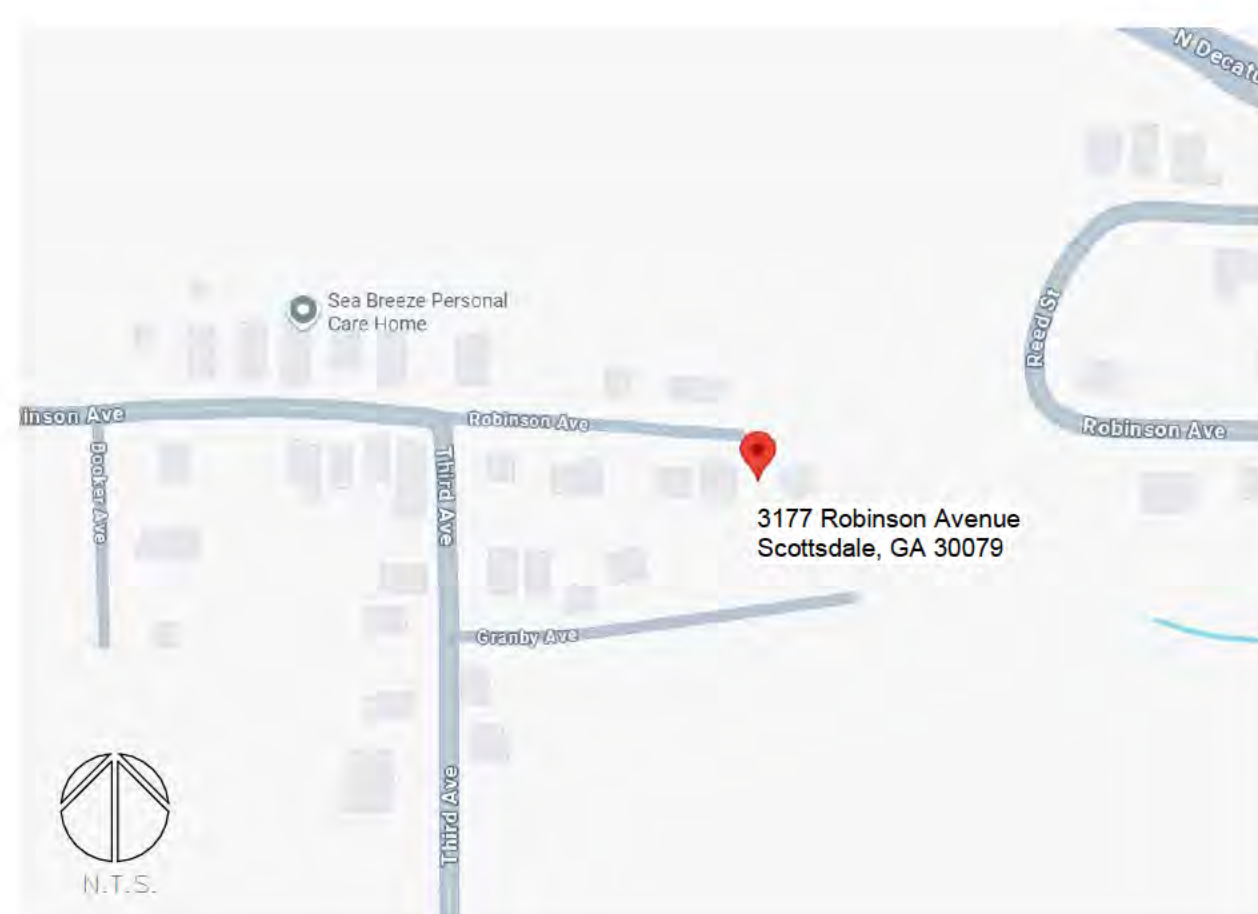 N Decatu
Sea Breeze Personal
Care Home
Reed St
inson Ave
Robinson Ave
Robinson Ave
Booker Ave
Third Ave
3177 Robinson Avenue
Scottsdale, GA 30079
Granby Ave
Third Ave
N.T.S.